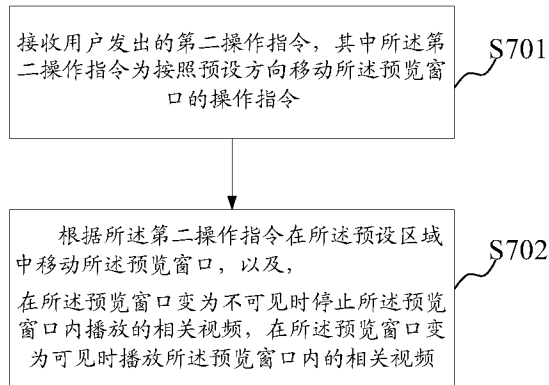 接收用户发出的第二操作指令，其中所述第
二操作指令为按照预设方向移动所述预览窗
口的操作指令
S701
根据所述第二操作指令在所述预设区域
中移动所述预览窗口，以及，
在所述预览窗口变为不可见时停止所述预览
窗口内播放的相关视频，在所述预览窗口变
为可见时播放所述预览窗口内的相关视频
S702